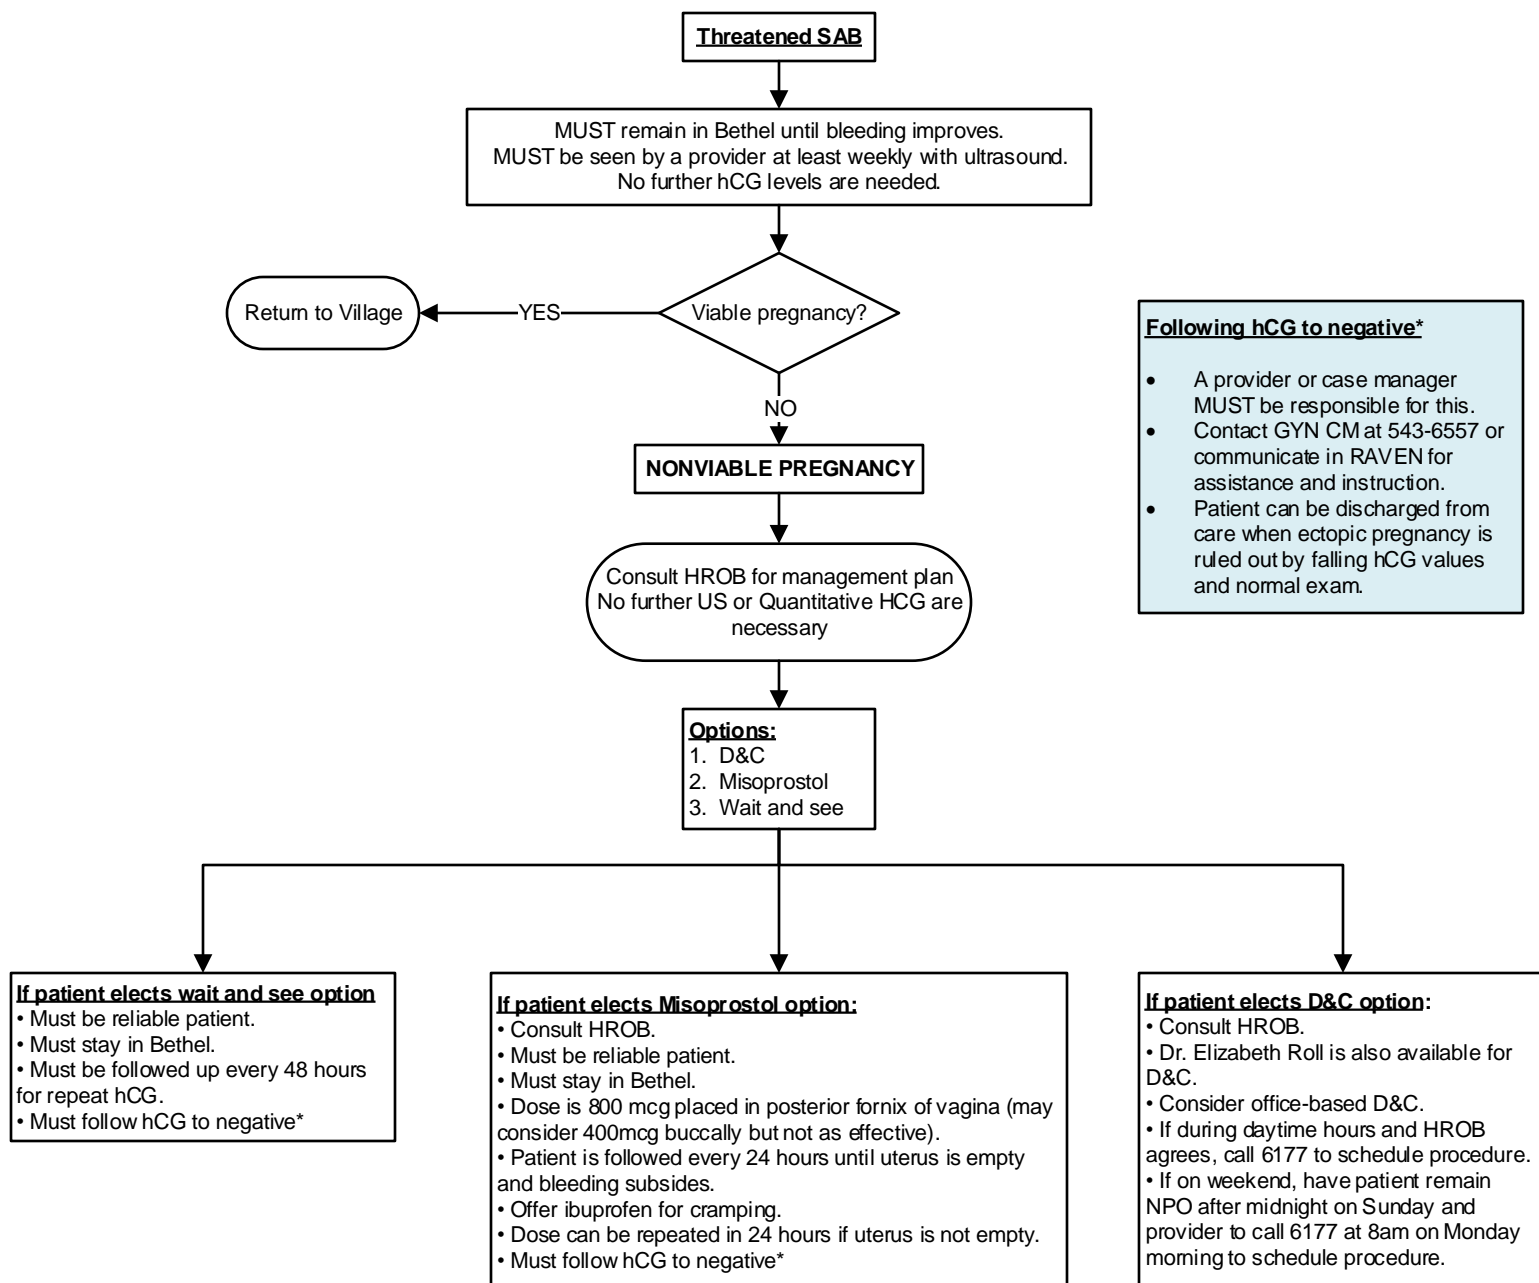 Threatened SAB
MUST remain in Bethel until bleeding improves.
MUST be seen by a provider at least weekly with ultrasound.
No further hCG levels are needed.
Viable pregnancy?
YES
Return to Village
NO
NONVIABLE PREGNANCY
Consult HROB for management plan
No further US or Quantitative HCG are
necessary
Options:
1. D&C
2. Misoprostol
3. Wait and see
Following hCG to negative*
• A provider or case manager
MUST be responsible for this.
• Contact GYN CM at 543-6557 or
communicate in RAVEN for
assistance and instruction.
• Patient can be discharged from
care when ectopic pregnancy is
ruled out by falling hCG values
and normal exam.
If patient elects wait and see option
• Must be reliable patient.
• Must stay in Bethel.
• Must be followed up every 48 hours
for repeat hCG.
• Must follow hCG to negative*
If patient elects Misoprostol option:
• Consult HROB.
• Must be reliable patient.
• Must stay in Bethel.
• Dose is 800 mcg placed in posterior fornix of vagina (may
consider 400mcg buccally but not as effective).
• Patient is followed every 24 hours until uterus is empty
and bleeding subsides.
• Offer ibuprofen for cramping.
• Dose can be repeated in 24 hours if uterus is not empty.
• Must follow hCG to negative*
If patient elects D&C option:
• Consult HROB.
• Dr. Elizabeth Roll is also available for
D&C.
• Consider office-based D&C.
• If during daytime hours and HROB
agrees, call 6177 to schedule procedure.
• If on weekend, have patient remain
NPO after midnight on Sunday and
provider to call 6177 at 8am on Monday
morning to schedule procedure.